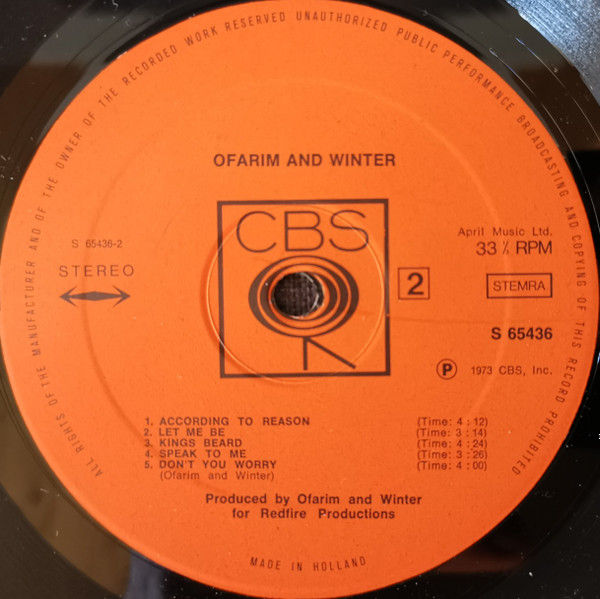 ALL RIGHTS OF THE MANUFACTURER AND OF THE OWNER OF THE RECORDED WORK RESERVED UNAUTHORIZED PUBLIC PERFORMANCE BROADCASTING AND COPYING OF THIS RECORD PROHIBITED
OFARIM AND WINTER
CBS
S 65436-2
STEREO
2
April Music Ltd.
33 ⅓ RPM
STEMRA
S 65436
Ⓟ 1973 CBS, Inc.
1. ACCORDING TO REASON (Time: 4 : 12)
2. LET ME BE (Time: 3 : 14)
3. KINGS BEARD (Time: 4 : 24)
4. SPEAK TO ME (Time: 3 : 26)
5. DON'T YOU WORRY (Time: 4 : 00)
(Ofarim and Winter)
Produced by Ofarim and Winter
for Redfire Productions
MADE IN HOLLAND